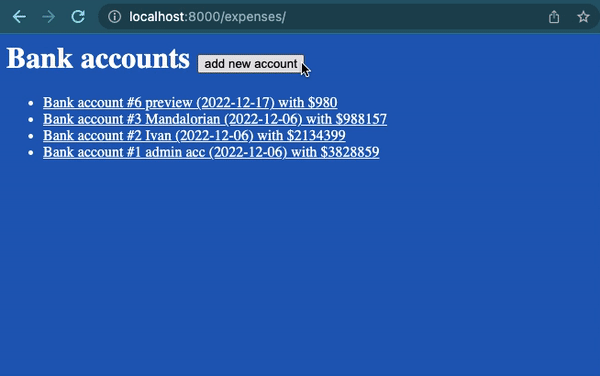 localhost:8000/expenses/
Bank accounts add new account
Bank account #6 preview (2022-12-17) with $980
Bank account #3 Mandalorian (2022-12-06) with $988157
Bank account #2 Ivan (2022-12-06) with $2134399
Bank account #1 admin acc (2022-12-06) with $3828859